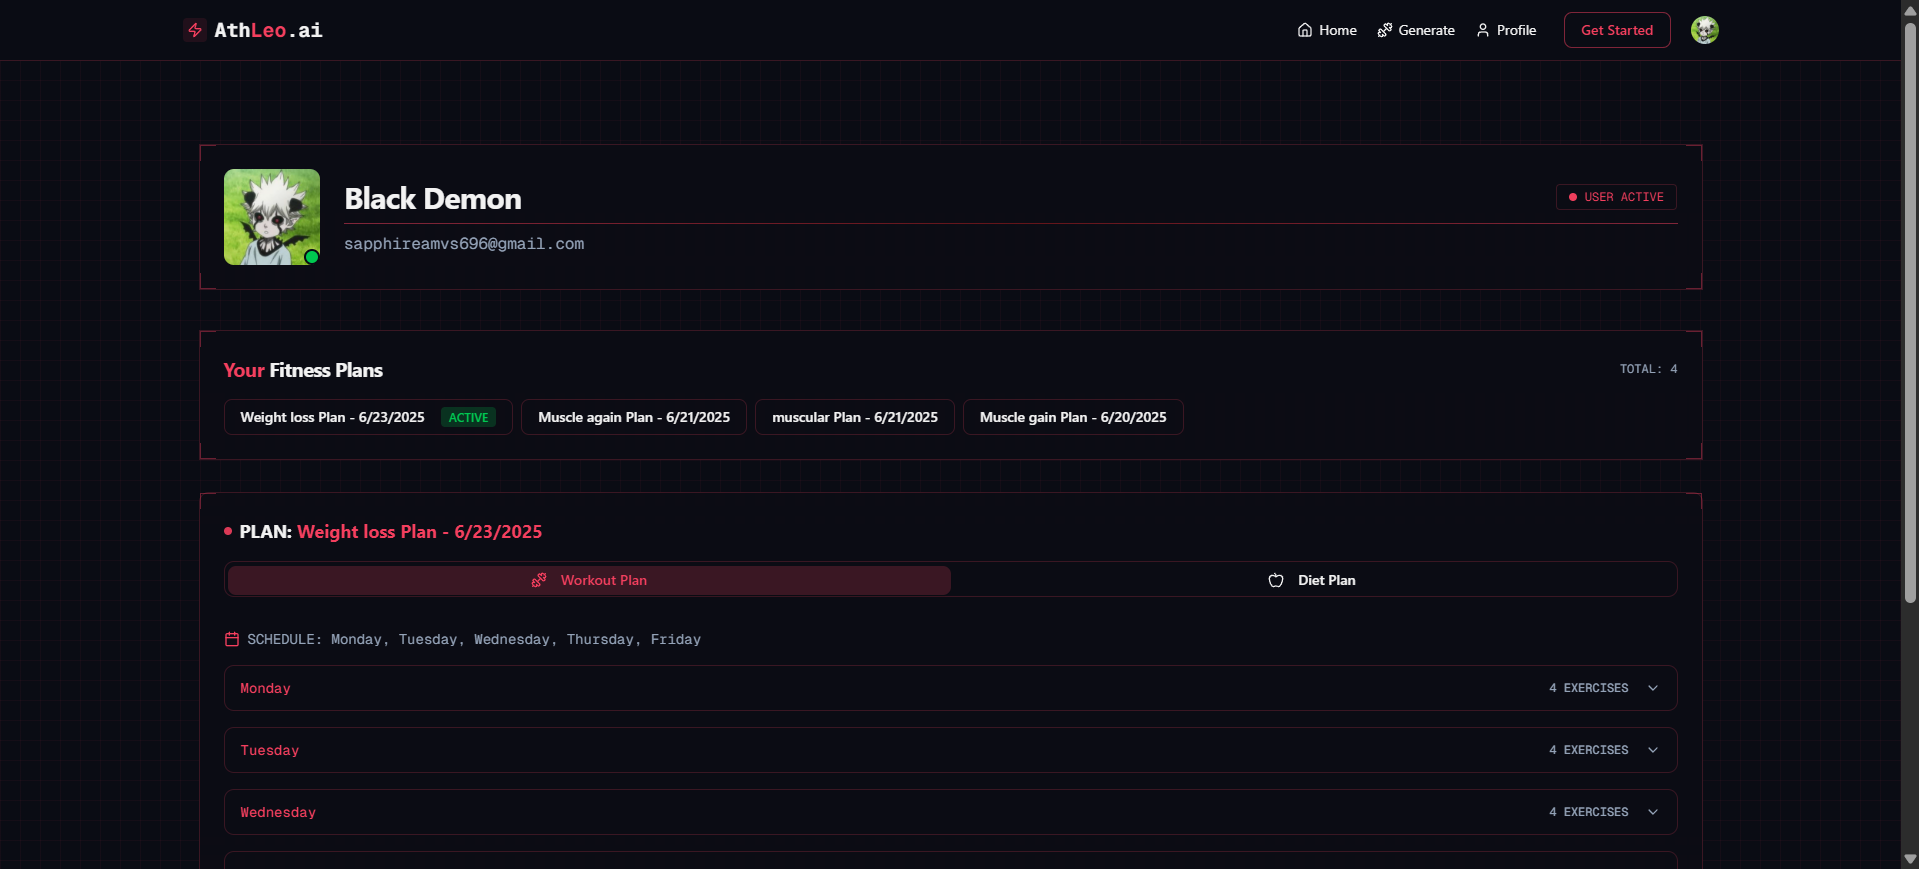 AthLeo.ai
Home Generate Profile Get Started
Black Demon
USER ACTIVE
sapphireamvs696@gmail.com
Your Fitness Plans
TOTAL: 4
Weight loss Plan - 6/23/2025 ACTIVE Muscle again Plan - 6/21/2025 muscular Plan - 6/21/2025 Muscle gain Plan - 6/20/2025
PLAN: Weight loss Plan - 6/23/2025
Workout Plan Diet Plan
SCHEDULE: Monday, Tuesday, Wednesday, Thursday, Friday
Monday 4 EXERCISES
Tuesday 4 EXERCISES
Wednesday 4 EXERCISES